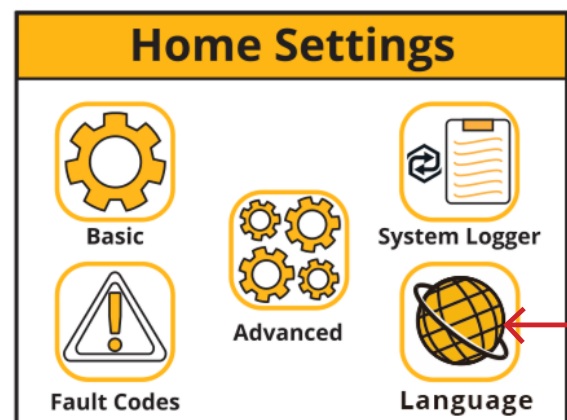 Home Settings
Basic
System Logger
Advanced
Fault Codes
Language